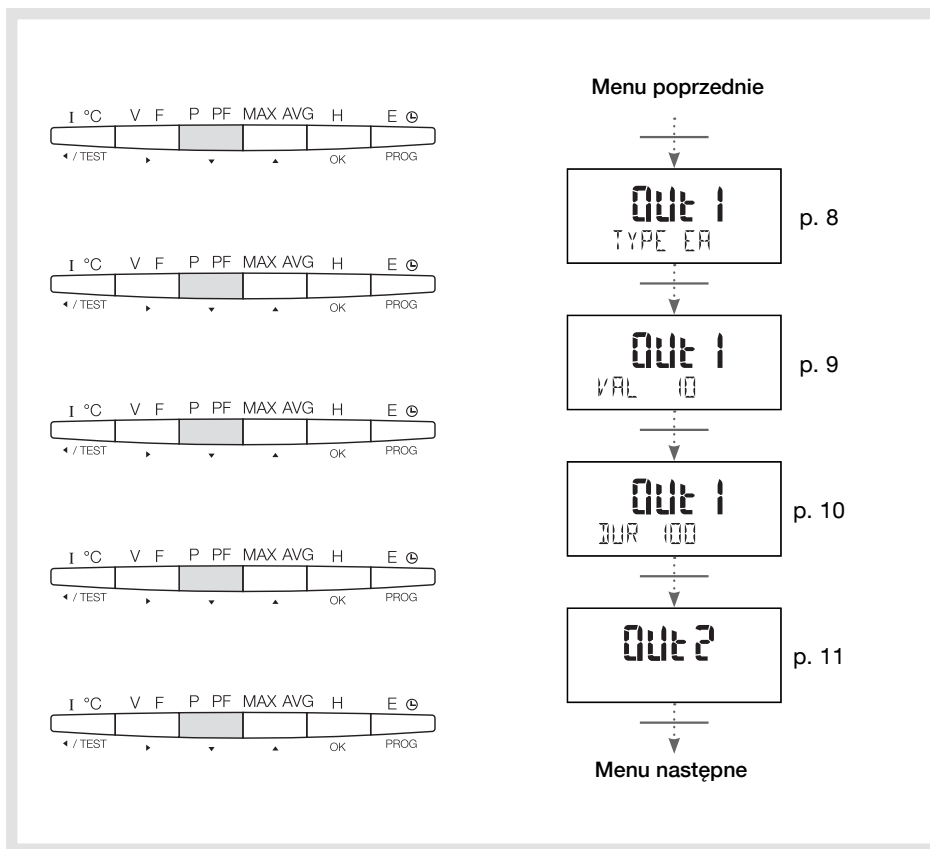 Menu poprzednie
I °C V F P PF MAX AVG H E
/ TEST OK PROG
Out 1
TYPE EA
p. 8
I °C V F P PF MAX AVG H E
/ TEST OK PROG
Out 1
VAL 10
p. 9
I °C V F P PF MAX AVG H E
/ TEST OK PROG
Out 1
DUR 100
p. 10
I °C V F P PF MAX AVG H E
/ TEST OK PROG
Out 2
p. 11
I °C V F P PF MAX AVG H E
/ TEST OK PROG
Menu następne